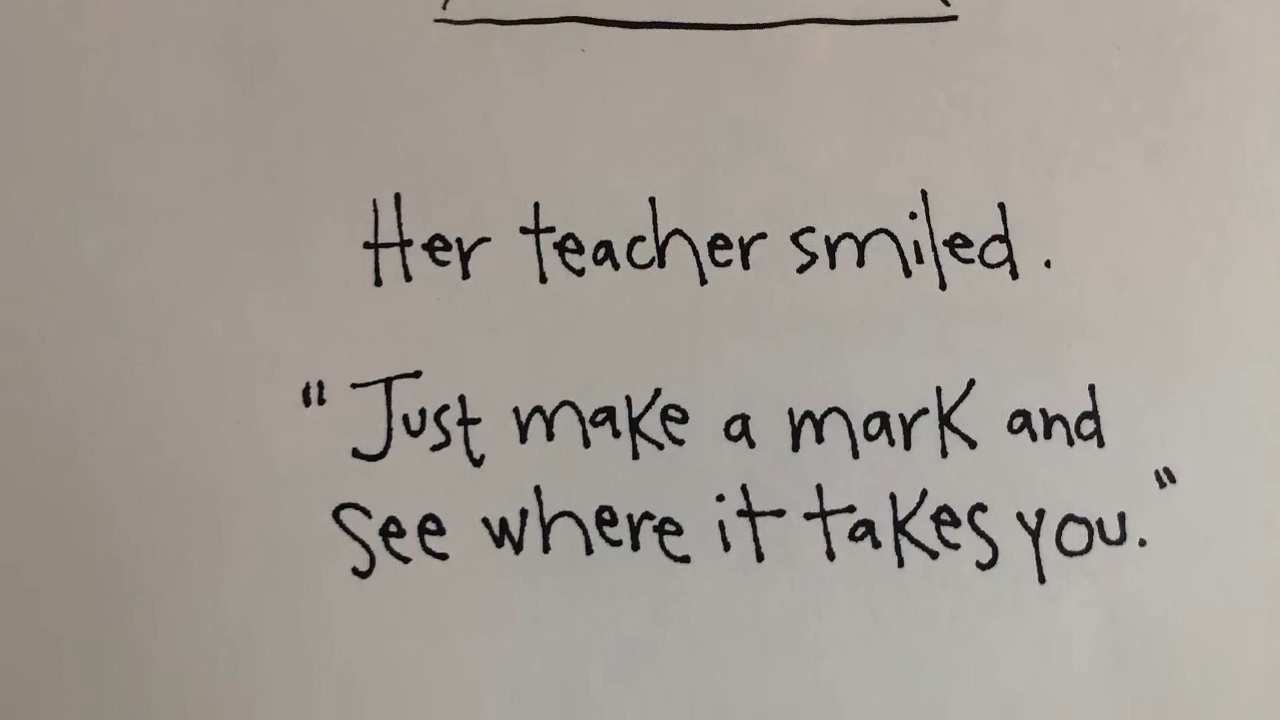 Her teacher smiled.
"Just make a mark and
see where it takes you."